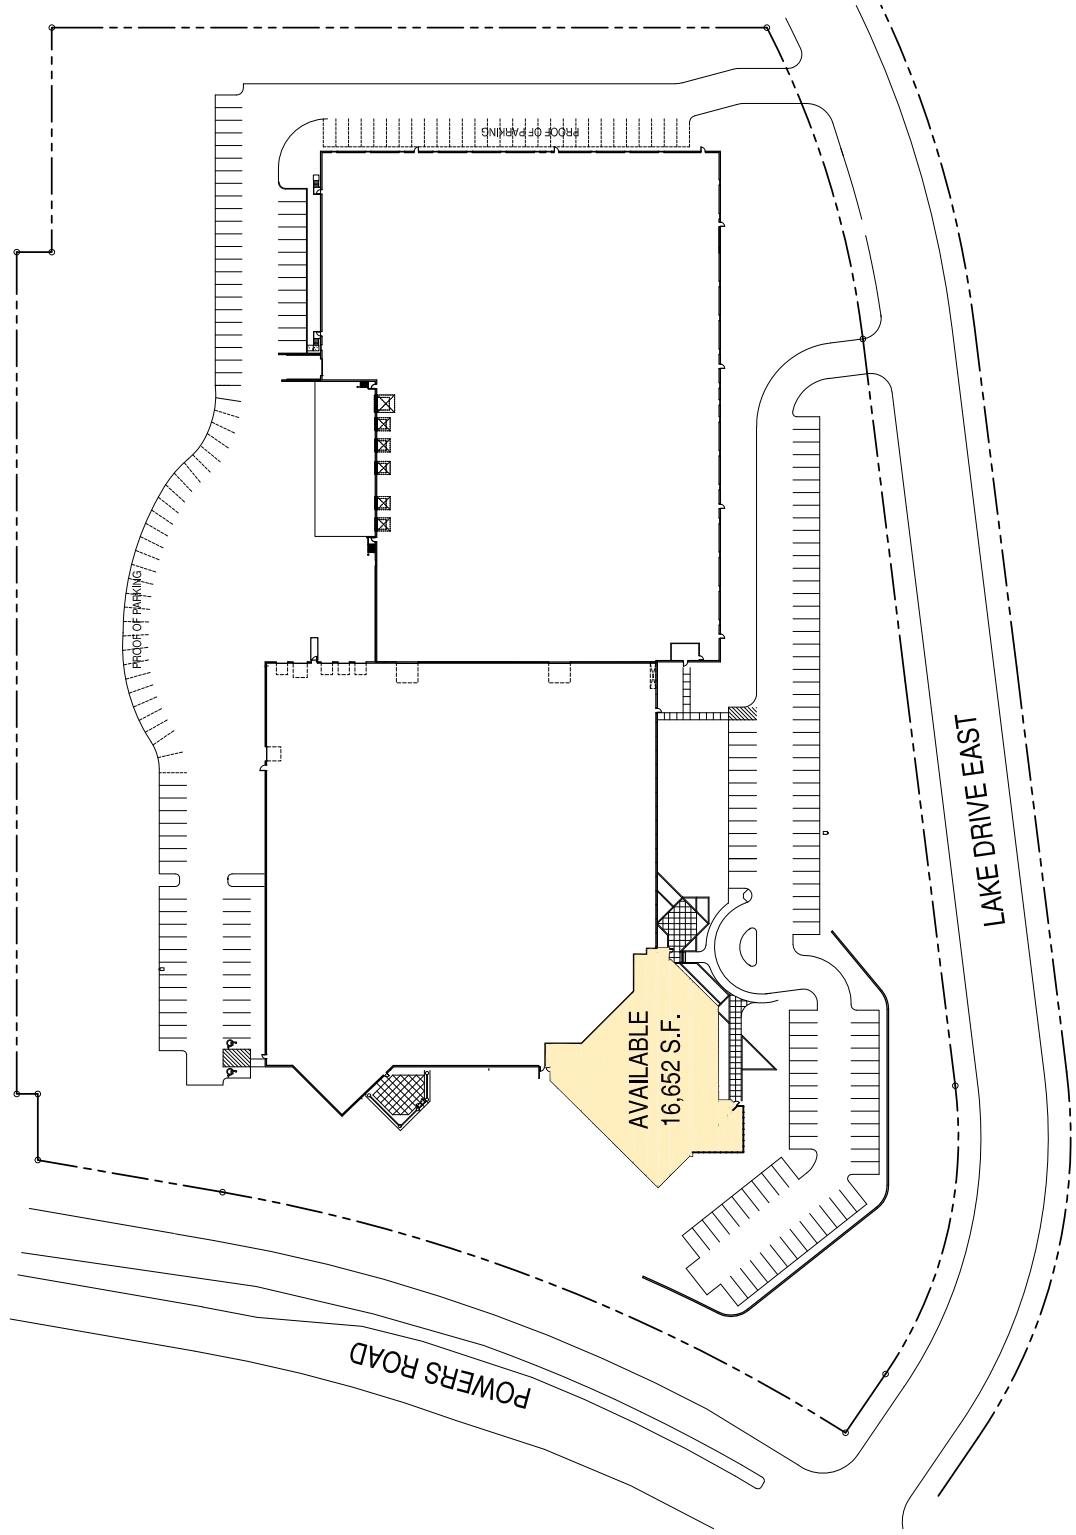 PROOF OF PARKING
PROOF OF PARKING
LAKE DRIVE EAST
AVAILABLE
16,652 S.F.
POWERS ROAD